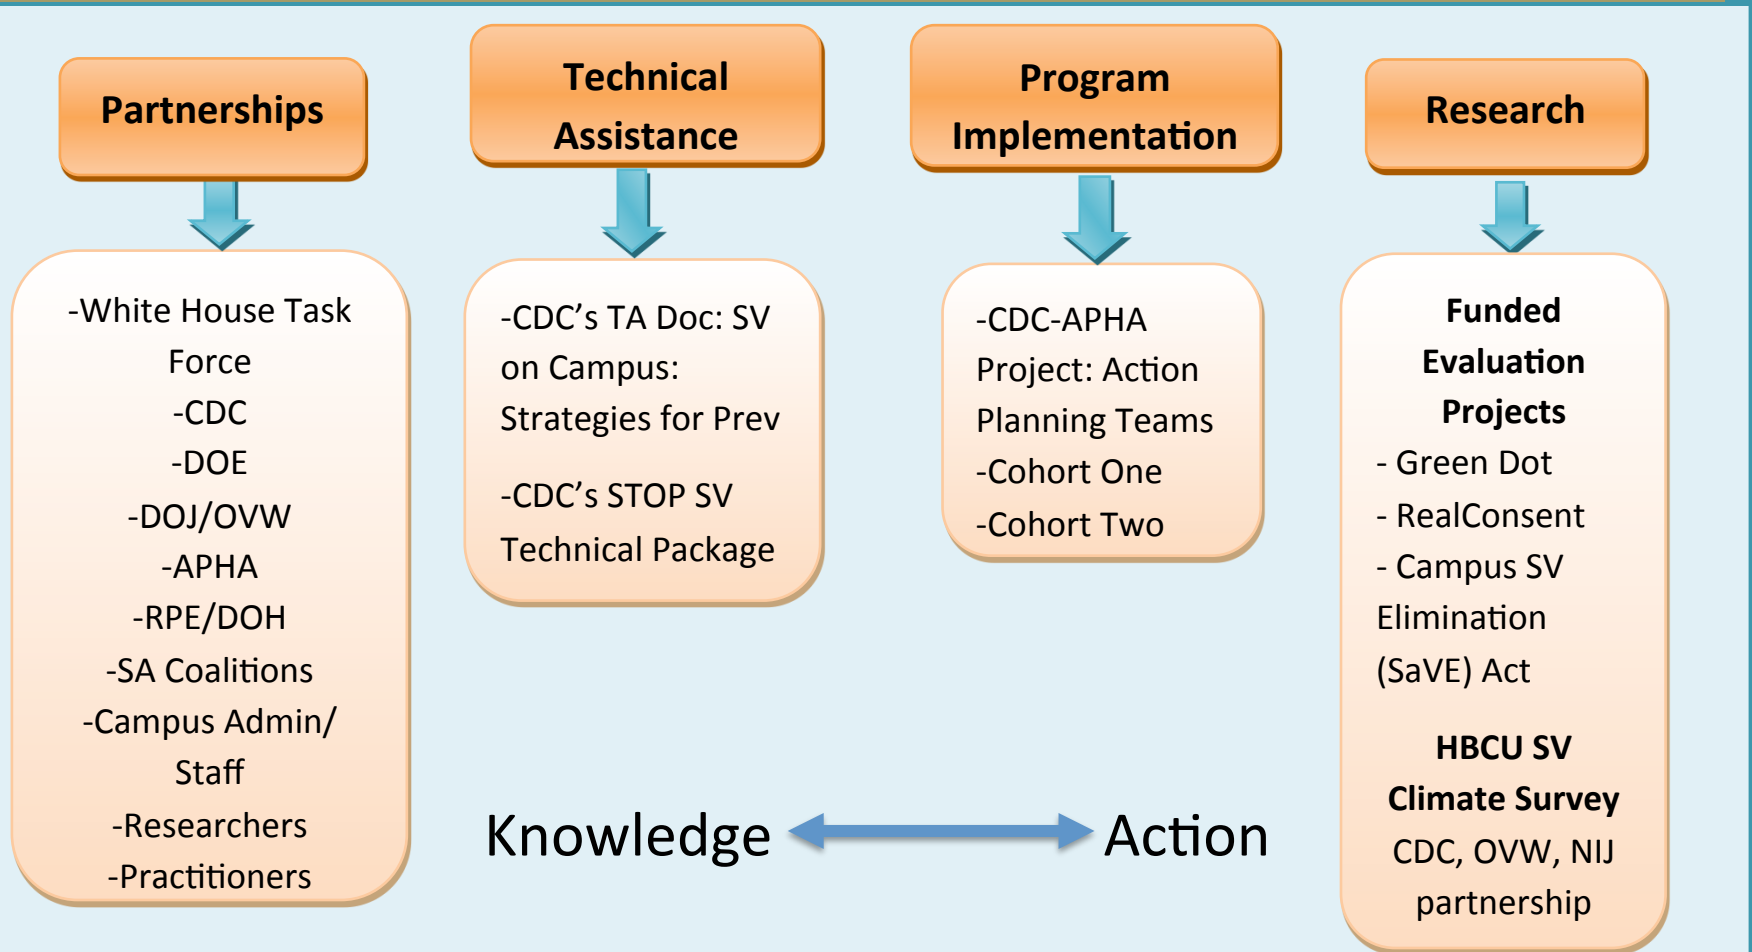 Partnerships
-White House Task
Force
-CDC
-DOE
-DOJ/OVW
-APHA
-RPE/DOH
-SA Coalitions
-Campus Admin/
Staff
-Researchers
-Practitioners
Technical
Assistance
-CDC’s TA Doc: SV
on Campus:
Strategies for Prev
-CDC’s STOP SV
Technical Package
Program
Implementation
-CDC-APHA
Project: Action
Planning Teams
-Cohort One
-Cohort Two
Research
Funded
Evaluation
Projects
- Green Dot
- RealConsent
- Campus SV
Elimination
(SaVE) Act
HBCU SV
Climate Survey
CDC, OVW, NIJ
partnership
Knowledge Action